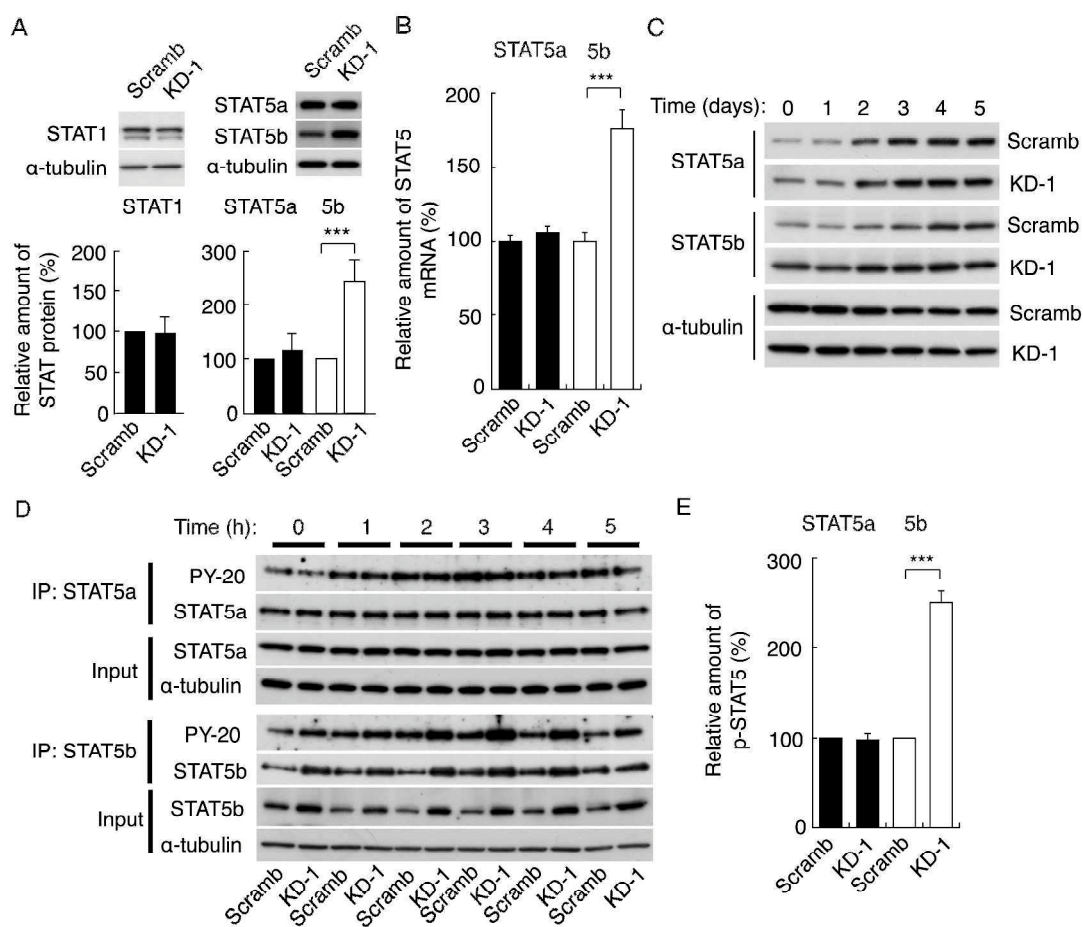 A
Scramb
KD-1
STAT1
α-tubulin
Scramb
KD-1
STAT5a
STAT5b
α-tubulin
STAT1
STAT5a 5b
***
Relative amount of
STAT protein (%)
200
150
100
50
0
300
200
100
0
Scramb
KD-1
Scramb
KD-1
Scramb
KD-1
B
STAT5a 5b
***
Relative amount of STAT5
mRNA (%)
200
150
100
50
0
Scramb
KD-1
Scramb
KD-1
C
Time (days): 0 1 2 3 4 5
STAT5a
Scramb
KD-1
STAT5b
Scramb
KD-1
α-tubulin
Scramb
KD-1
D
Time (h): 0 1 2 3 4 5
IP: STAT5a
PY-20
STAT5a
Input
STAT5a
α-tubulin
IP: STAT5b
PY-20
STAT5b
Input
STAT5b
α-tubulin
Scramb
KD-1
Scramb
KD-1
Scramb
KD-1
Scramb
KD-1
Scramb
KD-1
Scramb
KD-1
E
STAT5a 5b
***
Relative amount of
p-STAT5 (%)
300
200
100
0
Scramb
KD-1
Scramb
KD-1